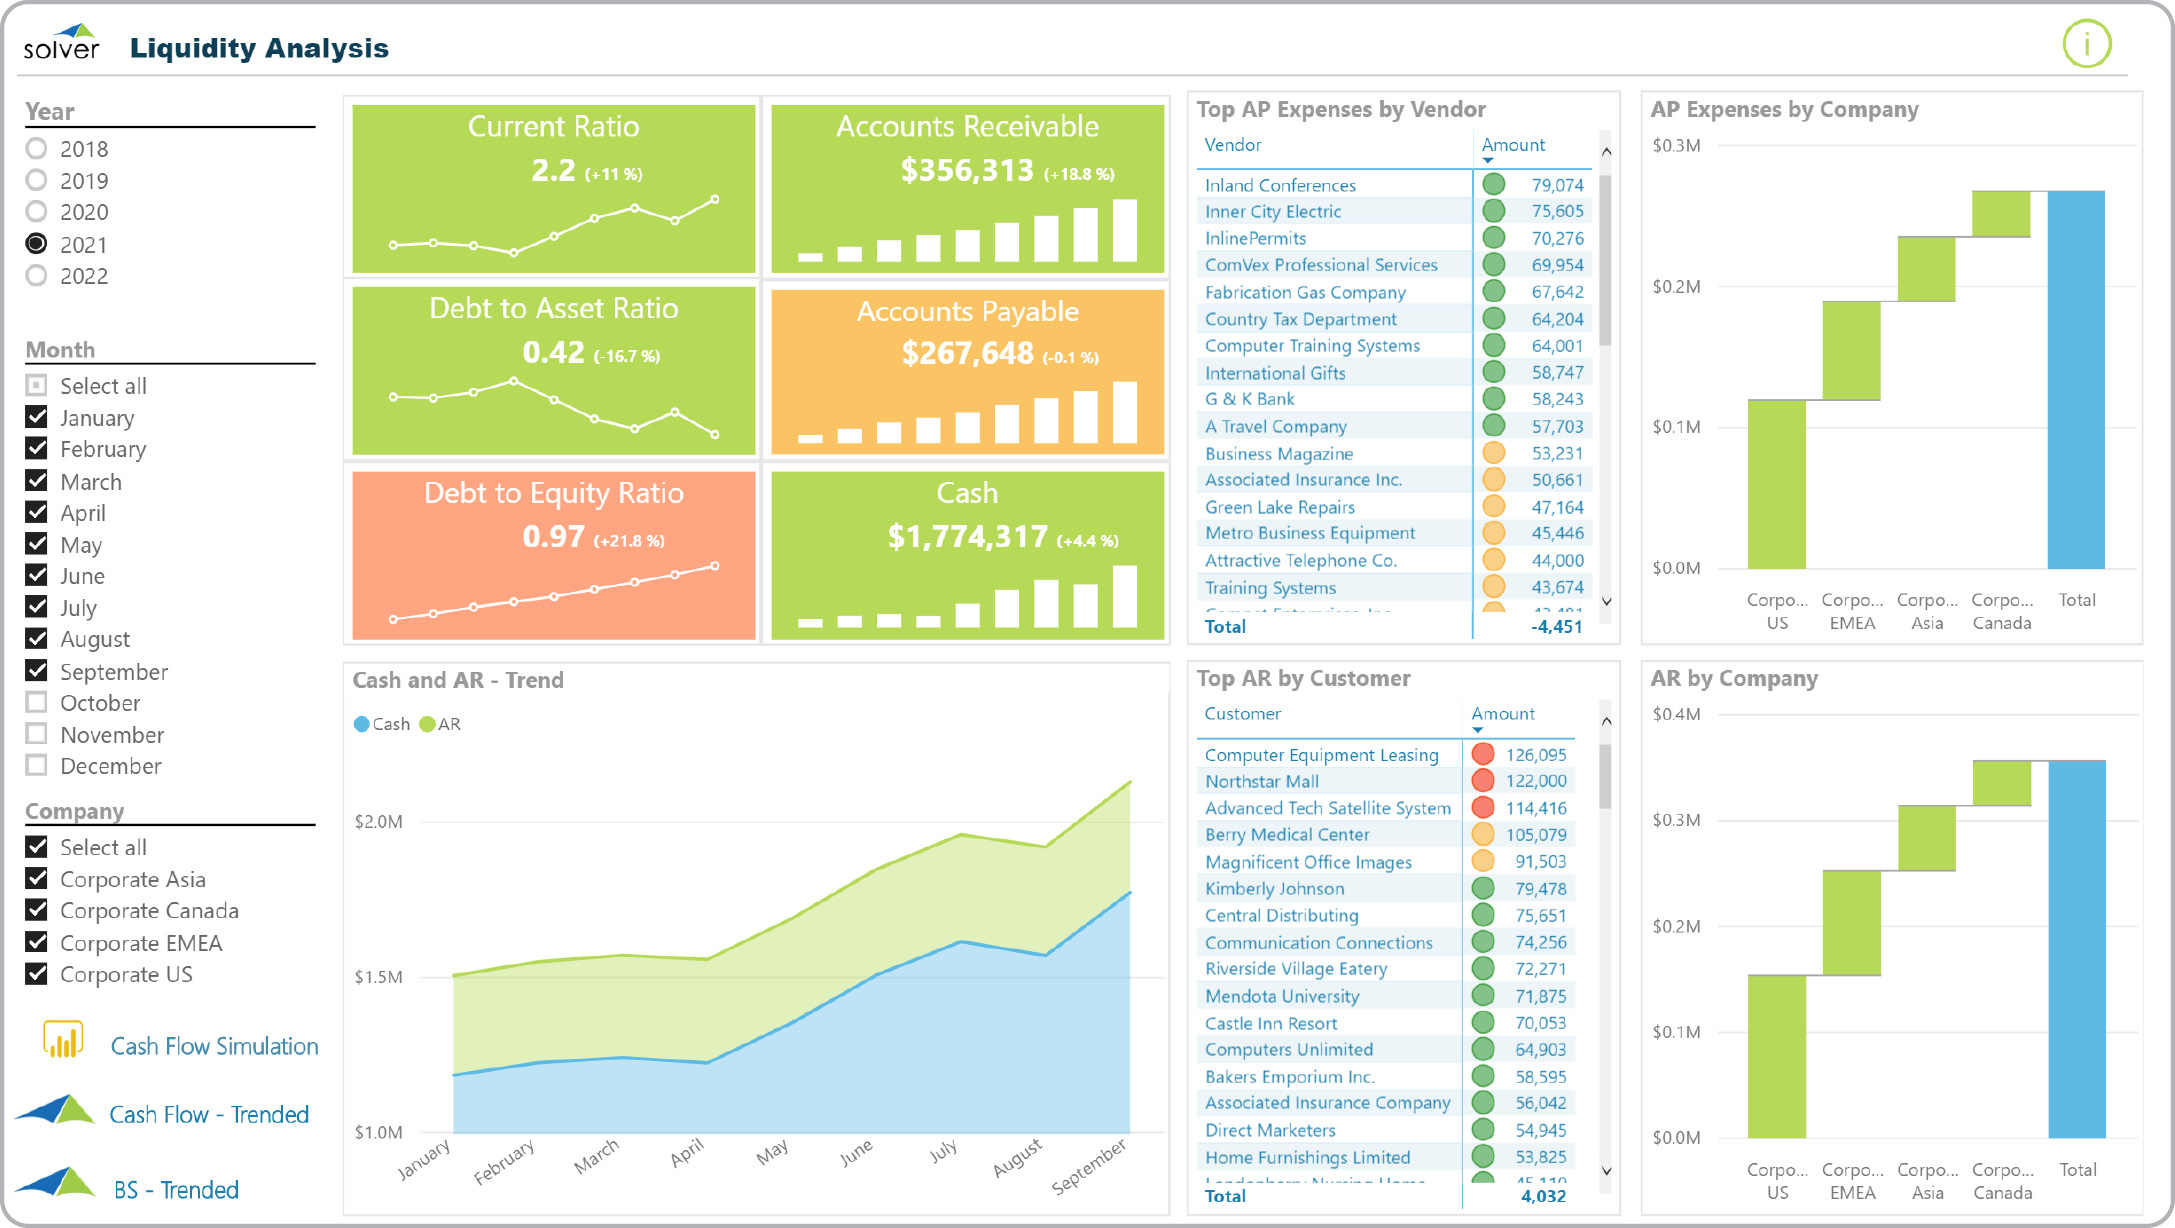 solver
Liquidity Analysis
i
Year
2018
2019
2020
2021
2022
Month
Select all
January
February
March
April
May
June
July
August
September
October
November
December
Company
Select all
Corporate Asia
Corporate Canada
Corporate EMEA
Corporate US
Cash Flow Simulation
Cash Flow - Trended
BS - Trended
Current Ratio
2.2 (+11 %)
Accounts Receivable
$356,313 (+18.8 %)
Debt to Asset Ratio
0.42 (-16.7 %)
Accounts Payable
$267,648 (-0.1 %)
Debt to Equity Ratio
0.97 (+21.8 %)
Cash
$1,774,317 (+4.4 %)
Cash and AR - Trend
Cash AR
$2.0M
$1.5M
$1.0M
January February March April May June July August September
Top AP Expenses by Vendor
Vendor Amount
Inland Conferences 79,074
Inner City Electric 75,605
InlinePermits 70,276
ComVex Professional Services 69,954
Fabrication Gas Company 67,642
Country Tax Department 64,204
Computer Training Systems 64,001
International Gifts 58,747
G & K Bank 58,243
A Travel Company 57,703
Business Magazine 53,231
Associated Insurance Inc. 50,661
Green Lake Repairs 47,164
Metro Business Equipment 45,446
Attractive Telephone Co. 44,000
Training Systems 43,674
Total -4,451
Top AR by Customer
Customer Amount
Computer Equipment Leasing 126,095
Northstar Mall 122,000
Advanced Tech Satellite System 114,416
Berry Medical Center 105,079
Magnificent Office Images 91,503
Kimberly Johnson 79,478
Central Distributing 75,651
Communication Connections 74,256
Riverside Village Eatery 72,271
Mendota University 71,875
Castle Inn Resort 70,053
Computers Unlimited 64,903
Bakers Emporium Inc. 58,595
Associated Insurance Company 56,042
Direct Marketers 54,945
Home Furnishings Limited 53,825
Total 4,032
AP Expenses by Company
$0.3M
$0.2M
$0.1M
$0.0M
Corpo... Corpo... Corpo... Corpo... Total
US EMEA Asia Canada
AR by Company
$0.4M
$0.3M
$0.2M
$0.1M
$0.0M
Corpo... Corpo... Corpo... Corpo... Total
US EMEA Asia Canada